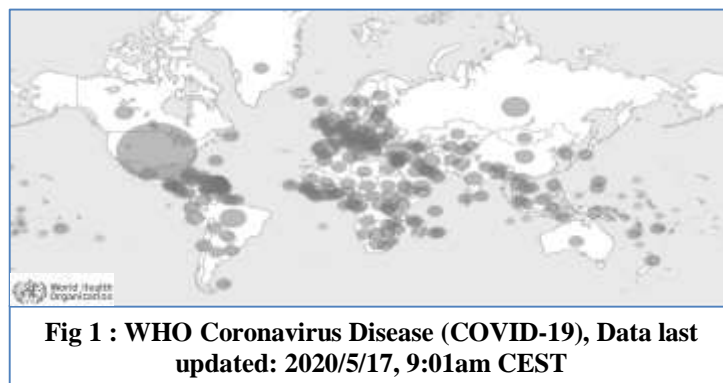 World Health
Organization
Fig 1 : WHO Coronavirus Disease (COVID-19), Data last
updated: 2020/5/17, 9:01am CEST